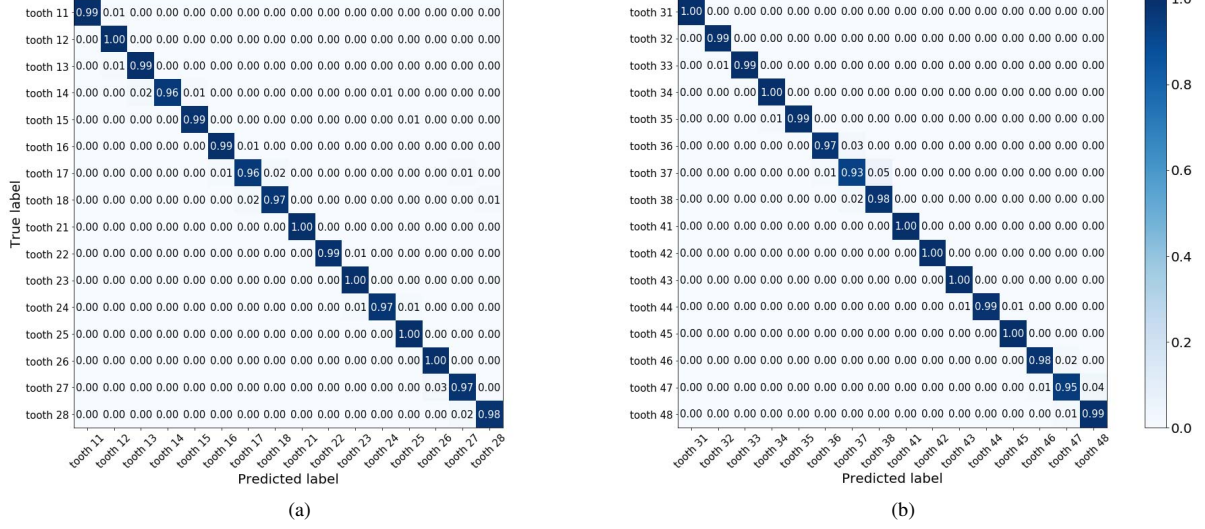 True label
tooth 11 0.99 0.01 0.00 0.00 0.00 0.00 0.00 0.00 0.00 0.00 0.00 0.00 0.00 0.00 0.00 0.00
tooth 12 0.00 1.00 0.00 0.00 0.00 0.00 0.00 0.00 0.00 0.00 0.00 0.00 0.00 0.00 0.00 0.00
tooth 13 0.00 0.01 0.99 0.00 0.00 0.00 0.00 0.00 0.00 0.00 0.00 0.00 0.00 0.00 0.00 0.00
tooth 14 0.00 0.00 0.02 0.96 0.01 0.00 0.00 0.00 0.00 0.00 0.00 0.01 0.00 0.00 0.00 0.00
tooth 15 0.00 0.00 0.00 0.00 0.99 0.00 0.00 0.00 0.00 0.00 0.00 0.00 0.01 0.00 0.00 0.00
tooth 16 0.00 0.00 0.00 0.00 0.00 0.99 0.01 0.00 0.00 0.00 0.00 0.00 0.00 0.00 0.00 0.00
tooth 17 0.00 0.00 0.00 0.00 0.00 0.01 0.96 0.02 0.00 0.00 0.00 0.00 0.00 0.00 0.01 0.00
tooth 18 0.00 0.00 0.00 0.00 0.00 0.00 0.02 0.97 0.00 0.00 0.00 0.00 0.00 0.00 0.00 0.01
tooth 21 0.00 0.00 0.00 0.00 0.00 0.00 0.00 0.00 1.00 0.00 0.00 0.00 0.00 0.00 0.00 0.00
tooth 22 0.00 0.00 0.00 0.00 0.00 0.00 0.00 0.00 0.00 0.99 0.01 0.00 0.00 0.00 0.00 0.00
tooth 23 0.00 0.00 0.00 0.00 0.00 0.00 0.00 0.00 0.00 0.00 1.00 0.00 0.00 0.00 0.00 0.00
tooth 24 0.00 0.00 0.00 0.00 0.00 0.00 0.00 0.00 0.00 0.00 0.01 0.97 0.01 0.00 0.00 0.00
tooth 25 0.00 0.00 0.00 0.00 0.00 0.00 0.00 0.00 0.00 0.00 0.00 0.00 1.00 0.00 0.00 0.00
tooth 26 0.00 0.00 0.00 0.00 0.00 0.00 0.00 0.00 0.00 0.00 0.00 0.00 0.00 1.00 0.00 0.00
tooth 27 0.00 0.00 0.00 0.00 0.00 0.00 0.00 0.00 0.00 0.00 0.00 0.00 0.00 0.03 0.97 0.00
tooth 28 0.00 0.00 0.00 0.00 0.00 0.00 0.00 0.00 0.00 0.00 0.00 0.00 0.00 0.00 0.02 0.98
tooth 11 tooth 12 tooth 13 tooth 14 tooth 15 tooth 16 tooth 17 tooth 18 tooth 21 tooth 22 tooth 23 tooth 24 tooth 25 tooth 26 tooth 27 tooth 28
Predicted label
(a)
tooth 31 1.00 0.00 0.00 0.00 0.00 0.00 0.00 0.00 0.00 0.00 0.00 0.00 0.00 0.00 0.00 0.00
tooth 32 0.00 0.99 0.00 0.00 0.00 0.00 0.00 0.00 0.00 0.00 0.00 0.00 0.00 0.00 0.00 0.00
tooth 33 0.00 0.01 0.99 0.00 0.00 0.00 0.00 0.00 0.00 0.00 0.00 0.00 0.00 0.00 0.00 0.00
tooth 34 0.00 0.00 0.00 1.00 0.00 0.00 0.00 0.00 0.00 0.00 0.00 0.00 0.00 0.00 0.00 0.00
tooth 35 0.00 0.00 0.00 0.01 0.99 0.00 0.00 0.00 0.00 0.00 0.00 0.00 0.00 0.00 0.00 0.00
tooth 36 0.00 0.00 0.00 0.00 0.00 0.97 0.03 0.00 0.00 0.00 0.00 0.00 0.00 0.00 0.00 0.00
tooth 37 0.00 0.00 0.00 0.00 0.00 0.01 0.93 0.05 0.00 0.00 0.00 0.00 0.00 0.00 0.00 0.00
tooth 38 0.00 0.00 0.00 0.00 0.00 0.00 0.02 0.98 0.00 0.00 0.00 0.00 0.00 0.00 0.00 0.00
tooth 41 0.00 0.00 0.00 0.00 0.00 0.00 0.00 0.00 1.00 0.00 0.00 0.00 0.00 0.00 0.00 0.00
tooth 42 0.00 0.00 0.00 0.00 0.00 0.00 0.00 0.00 0.00 1.00 0.00 0.00 0.00 0.00 0.00 0.00
tooth 43 0.00 0.00 0.00 0.00 0.00 0.00 0.00 0.00 0.00 0.00 1.00 0.00 0.00 0.00 0.00 0.00
tooth 44 0.00 0.00 0.00 0.00 0.00 0.00 0.00 0.00 0.00 0.00 0.01 0.99 0.01 0.00 0.00 0.00
tooth 45 0.00 0.00 0.00 0.00 0.00 0.00 0.00 0.00 0.00 0.00 0.00 0.00 1.00 0.00 0.00 0.00
tooth 46 0.00 0.00 0.00 0.00 0.00 0.00 0.00 0.00 0.00 0.00 0.00 0.00 0.00 0.98 0.02 0.00
tooth 47 0.00 0.00 0.00 0.00 0.00 0.00 0.00 0.00 0.00 0.00 0.00 0.00 0.00 0.01 0.95 0.04
tooth 48 0.00 0.00 0.00 0.00 0.00 0.00 0.00 0.00 0.00 0.00 0.00 0.00 0.00 0.00 0.01 0.99
tooth 31 tooth 32 tooth 33 tooth 34 tooth 35 tooth 36 tooth 37 tooth 38 tooth 41 tooth 42 tooth 43 tooth 44 tooth 45 tooth 46 tooth 47 tooth 48
Predicted label
(b)
1.0
0.8
0.6
0.4
0.2
0.0